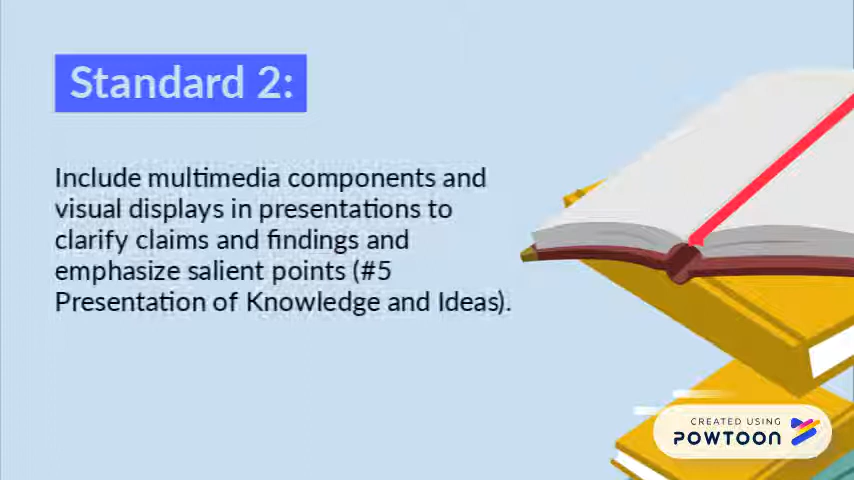 Standard 2:
Include multimedia components and
visual displays in presentations to
clarify claims and findings and
emphasize salient points (#5
Presentation of Knowledge and Ideas).
CREATED USING
POWTOON